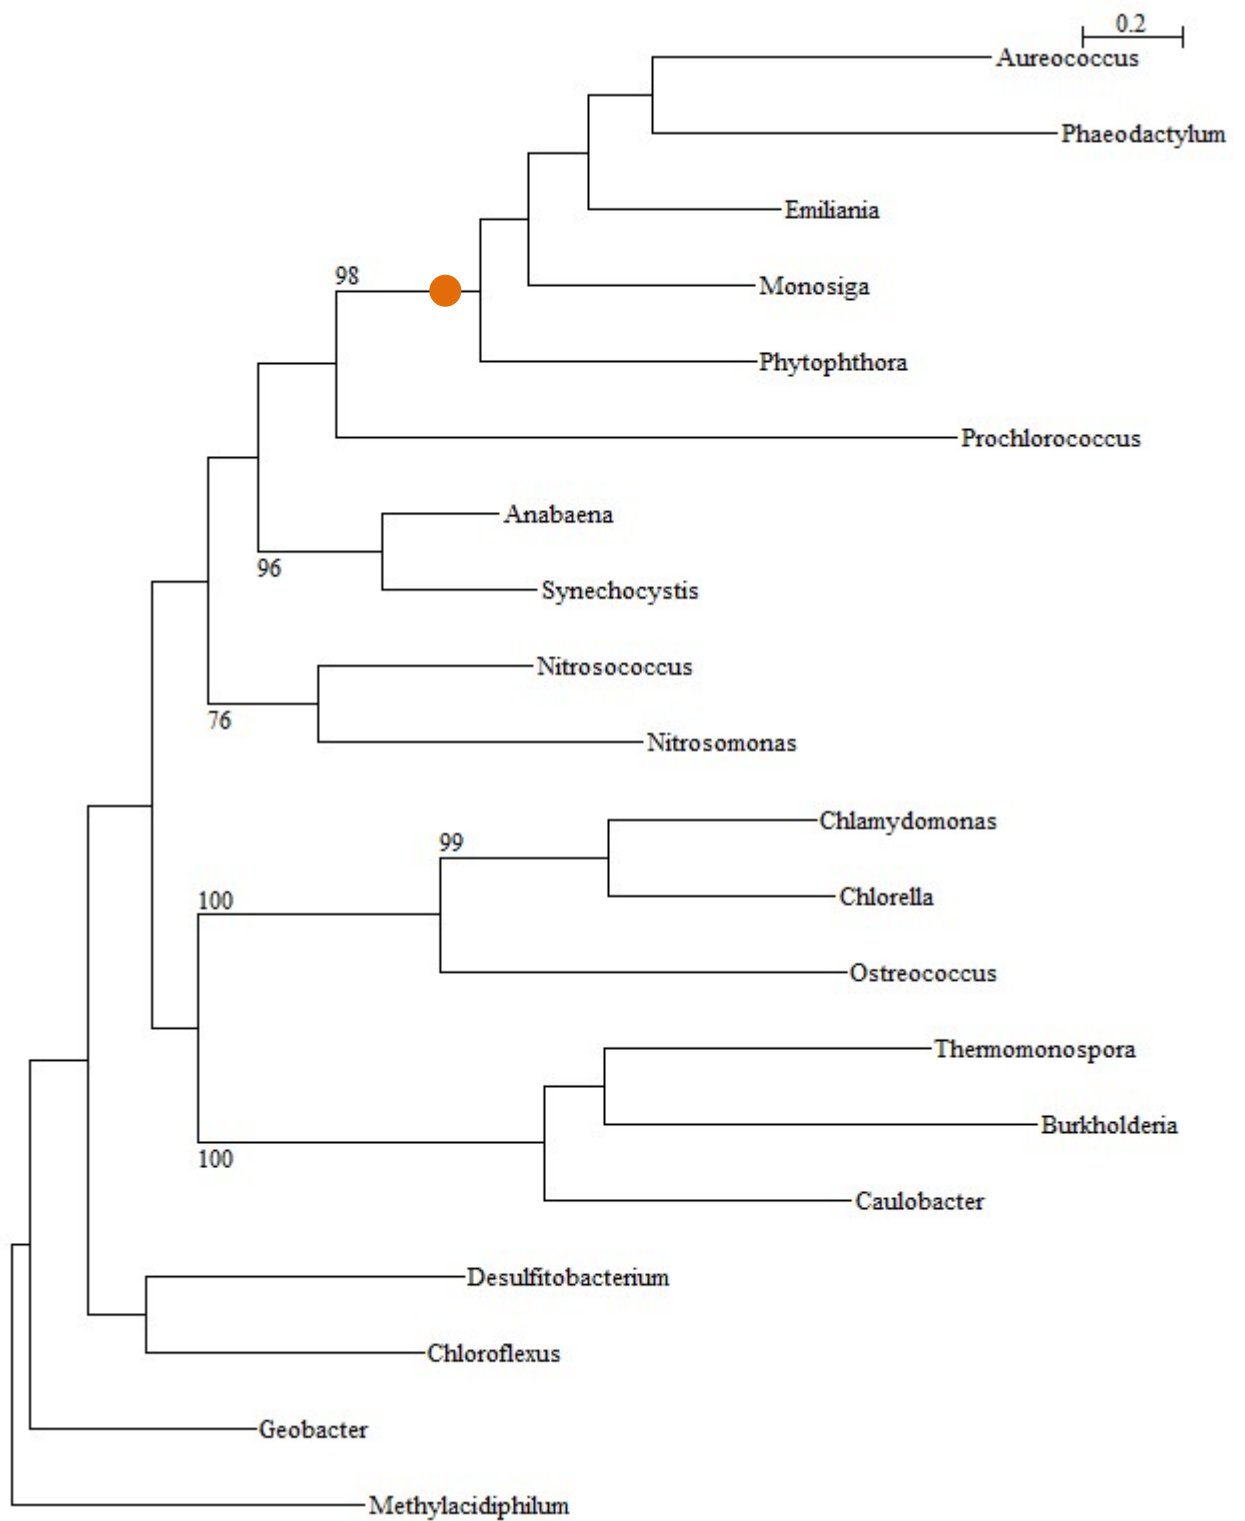 0.2
Aureococcus
Phaeodactylum
Emiliania
98
Monosiga
Phytophthora
Prochlorococcus
Anabaena
96
Synechocystis
Nitrosococcus
76
Nitrosomonas
Chlamydomonas
99
100
Chlorella
Ostreococcus
Thermomonospora
Burkholderia
100
Caulobacter
Desulfitobacterium
Chloroflexus
Geobacter
Methylacidiphilum